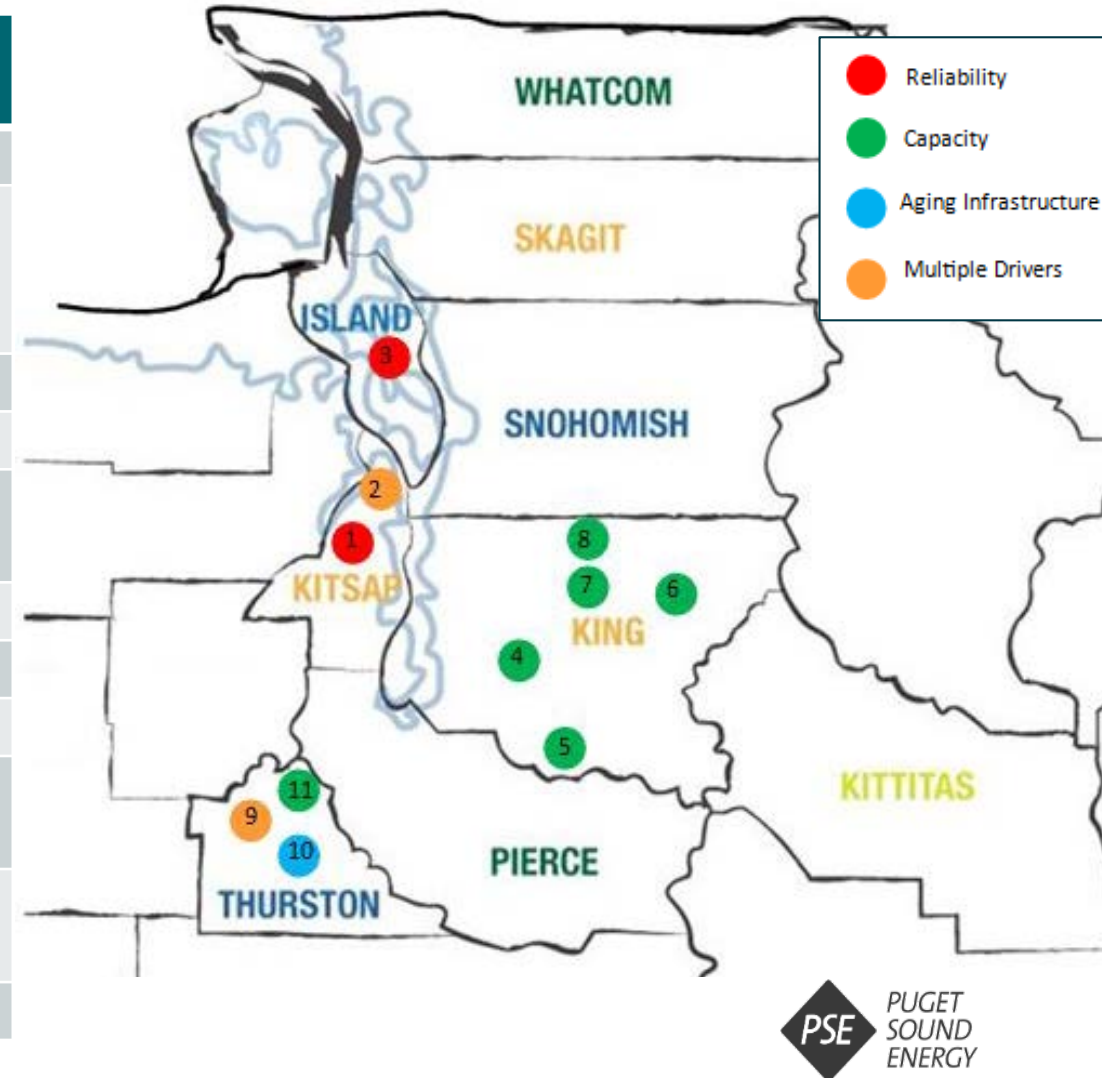 WHATCOM
Reliability
Capacity
SKAGIT
Aging Infrastructure
Multiple Drivers
ISLAND
3
SNOHOMISH
2
1
8
KITSAP
7
6
KING
4
5
11
KITTITAS
9
10
PIERCE
THURSTON
PSE
PUGET
SOUND
ENERGY